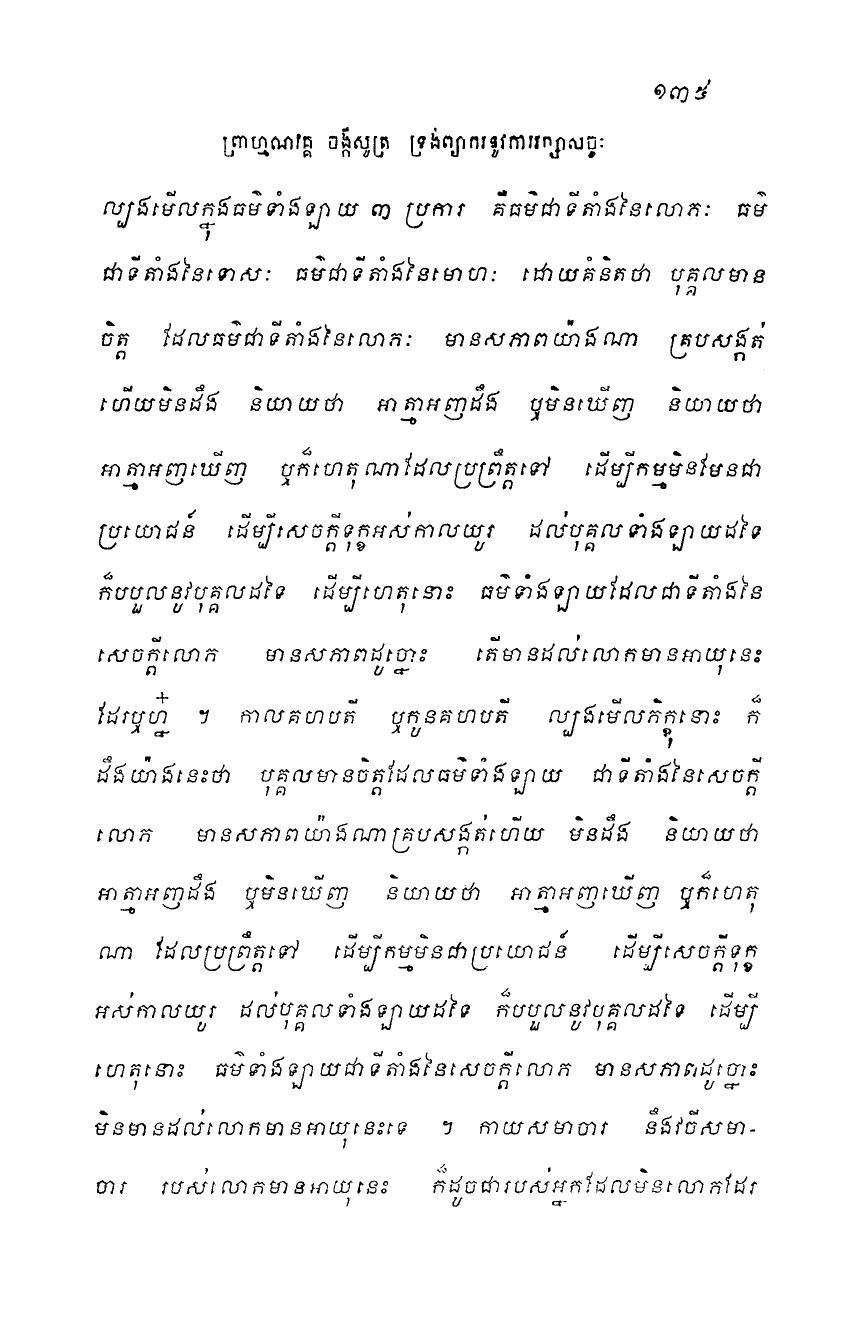 ១៣៥
ព្រាហ្មណវគ្គ ចង្កីសូត្រ ទ្រង់ព្យាករនូវការរក្សាសច្ចៈ
ល្បងមើលក្នុងធម៌ទាំងឡាយ ៣ ប្រការ គឺធម៌ជាទីតាំងនៃលោភៈ ធម៌
ជាទីតាំងនៃទោសៈ ធម៌ជាទីតាំងនៃមោហៈ ដោយគំនិតថា បុគ្គលមាន
ចិត្ត ដែលធម៌ជាទីតាំងនៃលោភៈ មានសភាពយ៉ាងណា គ្របសង្កត់
ហើយមិនដឹង និយាយថា អាត្មាអញដឹង ឬមិនឃើញ និយាយថា
អាត្មាអញឃើញ ឬក៏ហេតុណាដែលប្រព្រឹត្តទៅ ដើម្បីកម្មមិនមែនជា
ប្រយោជន៍ ដើម្បីសេចក្តីទុក្ខអស់កាលយូរ ដល់បុគ្គលទាំងឡាយដទៃ
ក៏បបួលនូវបុគ្គលដទៃ ដើម្បីហេតុនោះ ធម៌ទាំងឡាយដែលជាទីតាំងនៃ
សេចក្តីលោភ មានសភាពដូច្នោះ តើមានដល់លោកមានអាយុនេះ
ដែរឬហ្ន៎ ។ កាលគហបតី ឬកូនគហបតី ល្បងមើលភិក្ខុនោះ ក៏
ដឹងយ៉ាងនេះថា បុគ្គលមានចិត្តដែលធម៌ទាំងឡាយ ជាទីតាំងនៃសេចក្តី
លោភ មានសភាពយ៉ាងណាគ្របសង្កត់ហើយ មិនដឹង និយាយថា
អាត្មាអញដឹង ឬមិនឃើញ និយាយថា អាត្មាអញឃើញ ឬក៏ហេតុ
ណា ដែលប្រព្រឹត្តទៅ ដើម្បីកម្មមិនជាប្រយោជន៍ ដើម្បីសេចក្តីទុក្ខ
អស់កាលយូរ ដល់បុគ្គលទាំងឡាយដទៃ ក៏បបួលនូវបុគ្គលដទៃ ដើម្បី
ហេតុនោះ ធម៌ទាំងឡាយជាទីតាំងនៃសេចក្តីលោភ មានសភាពដូច្នោះ
មិនមានដល់លោកមានអាយុនេះទេ ។ កាយសមាចារ នឹងវចីសមា-
ចារ របស់លោកមានអាយុនេះ ក៏ដូចជារបស់អ្នកដែលមិនលោភដែរ